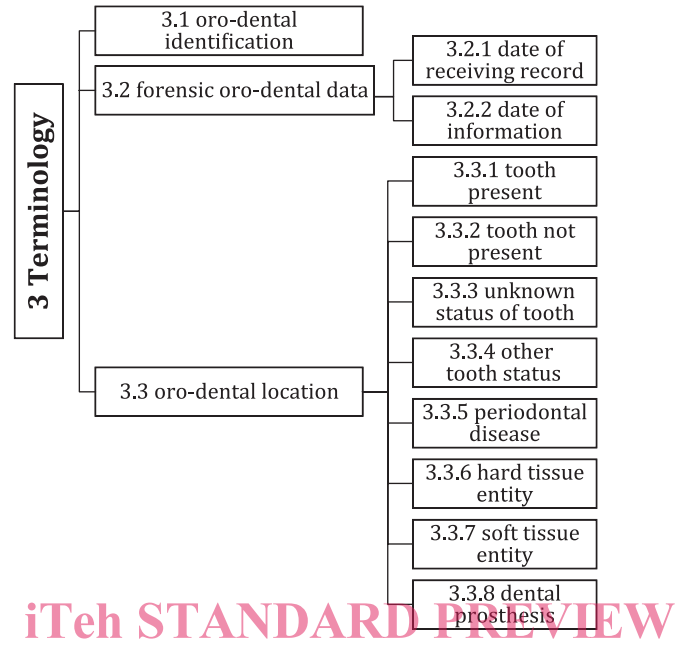 3 Terminology
3.1 oro-dental
identification
3.2 forensic oro-dental data
3.2.1 date of
receiving record
3.2.2 date of
information
3.3 oro-dental location
3.3.1 tooth
present
3.3.2 tooth not
present
3.3.3 unknown
status of tooth
3.3.4 other
tooth status
3.3.5 periodontal
disease
3.3.6 hard tissue
entity
3.3.7 soft tissue
entity
3.3.8 dental
prosthesis
iTeh STANDARD PREVIEW